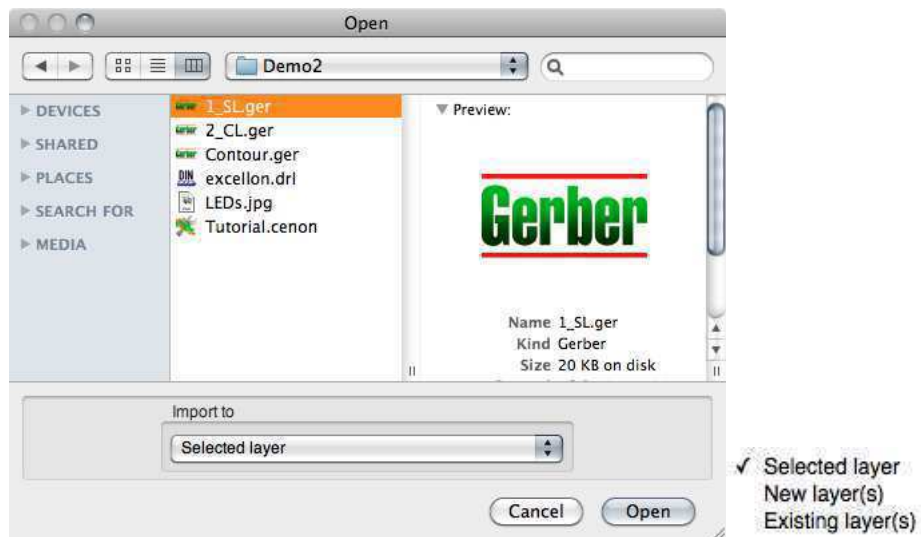 Open
Demo2
DEVICES
SHARED
PLACES
SEARCH FOR
MEDIA
1_SL.ger
2_CL.ger
Contour.ger
excellon.drl
LEDs.jpg
Tutorial.cenon
Preview:
Gerber
Name 1_SL.ger
Kind Gerber
Size 20 KB on disk
Import to
Selected layer
Cancel
Open
✓ Selected layer
New layer(s)
Existing layer(s)